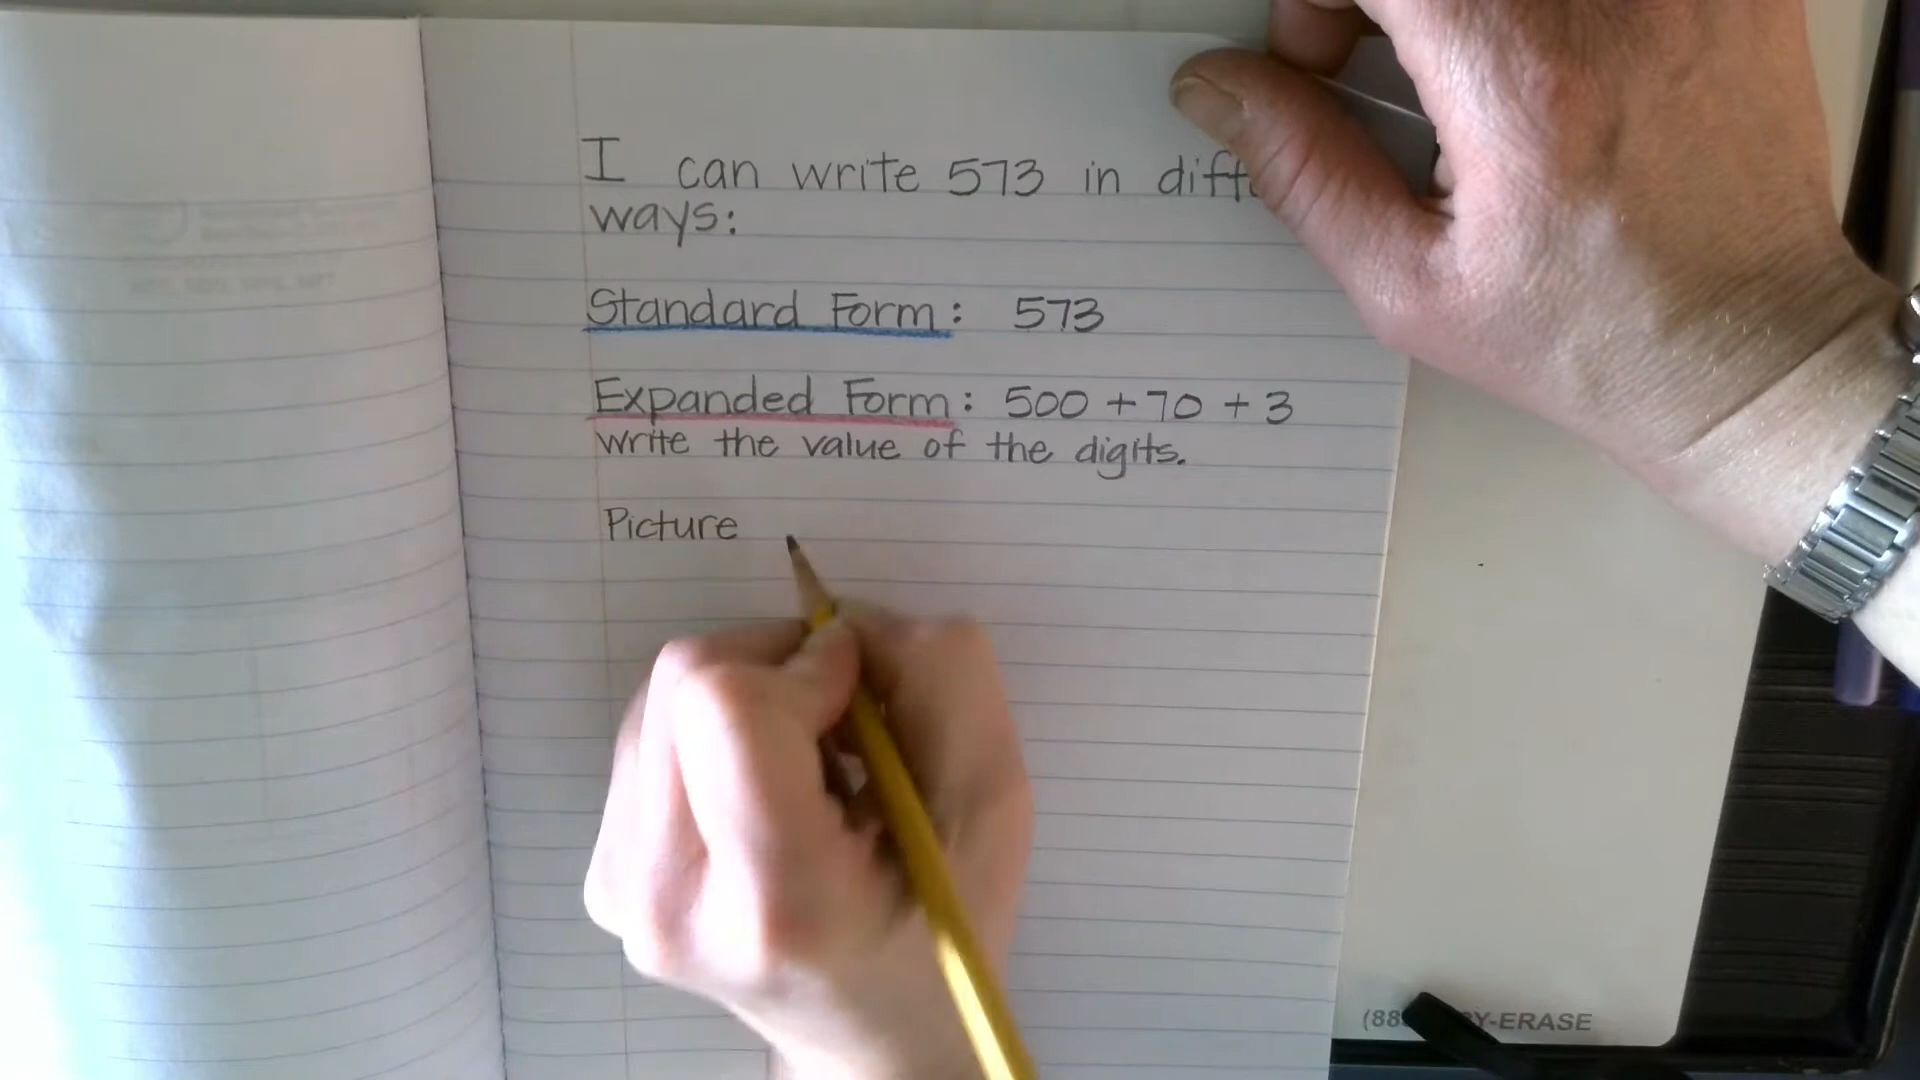 I can write 573 in
ways:
Standard Form: 573
Expanded Form: 500 + 70 + 3
write the value of the digits.
Picture
Y-ERASE